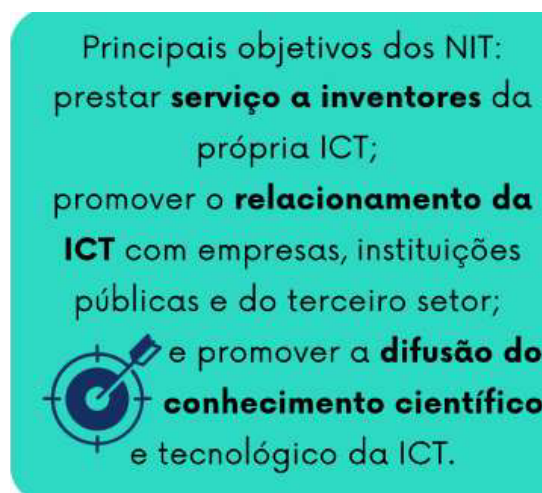 Principais objetivos dos NIT:
prestar serviço a inventores da
própria ICT;
promover o relacionamento da
ICT com empresas, instituições
públicas e do terceiro setor;
e promover a difusão do
conhecimento científico
e tecnológico da ICT.